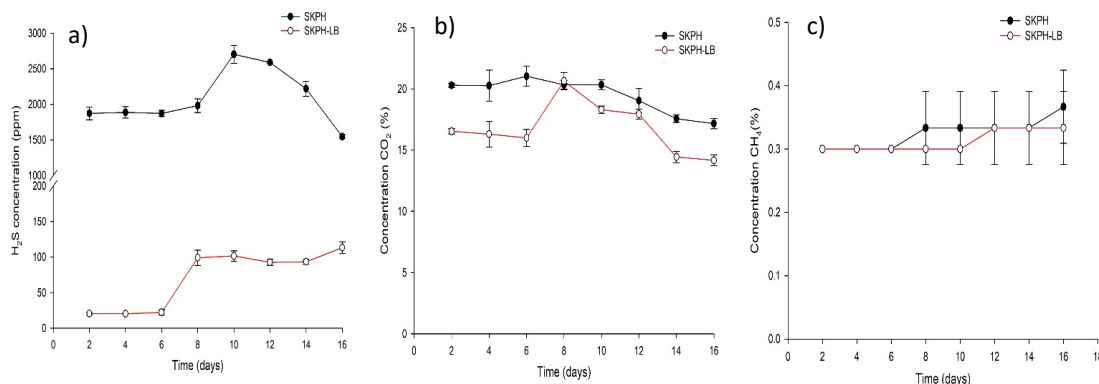 a)
SKPH
SKPH-LB
H₂S concentration (ppm)
3000
2500
2000
1500
1000
200
150
100
50
0
0 2 4 6 8 10 12 14 16
Time (days)
b)
SKPH
SKPH-LB
Concentration CO₂ (%)
25
20
15
10
5
0
0 2 4 6 8 10 12 14 16
Time (days)
c)
SKPH
SKPH-LB
Concentration CH₄(%)
0.5
0.4
0.3
0.2
0.1
0.0
0 2 4 6 8 10 12 14 16 18
Time (days)